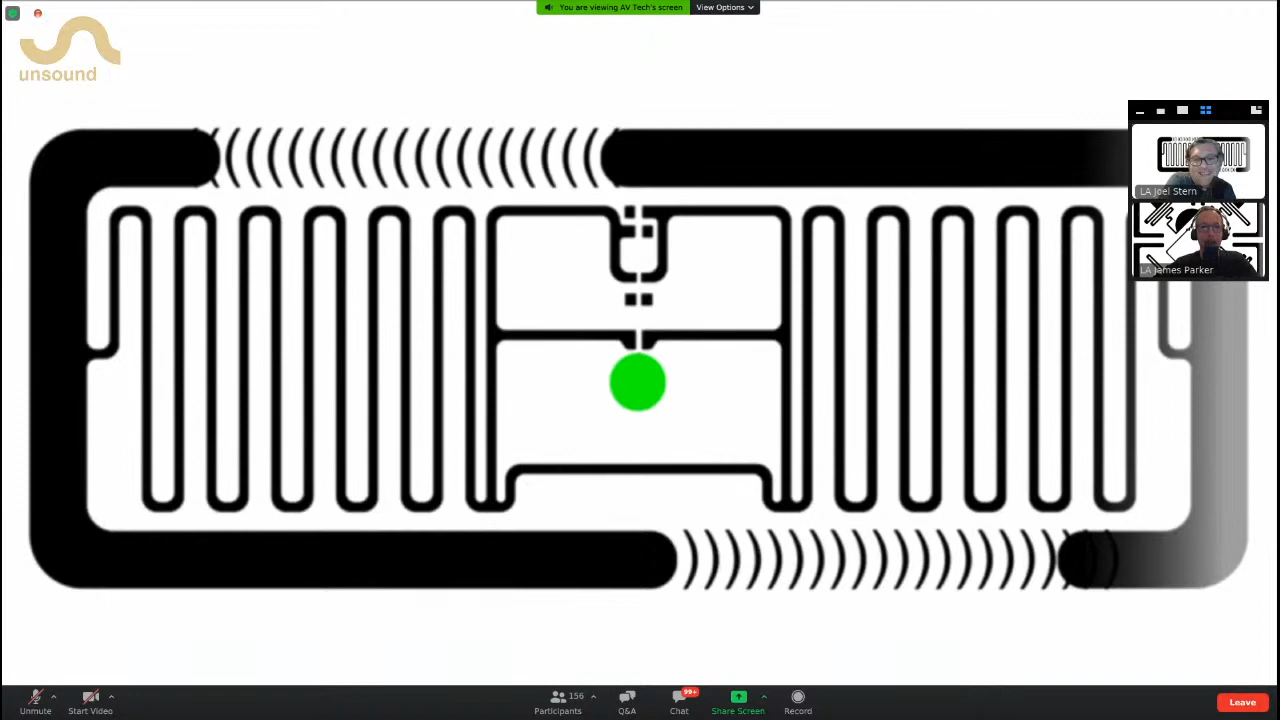 You are viewing AV Tech's screen
View Options
unsound
LA Joel Stern
LA James Parker
Unmute
Start Video
156
Participants
Q&A
99+
Chat
Share Screen
Record
Leave